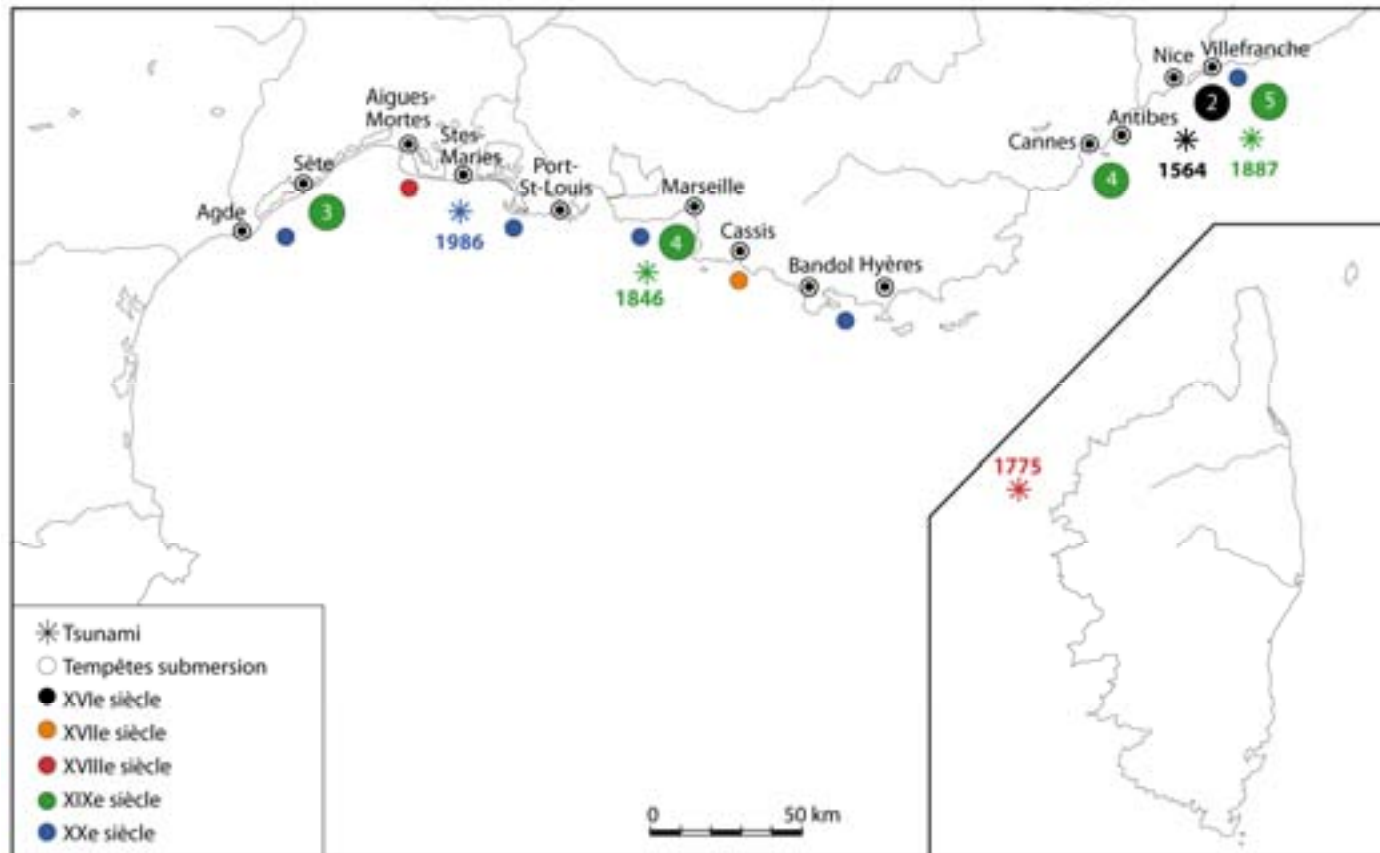 Nice
Villefranche
Aigues-
Mortes
Stes-
Maries
Antibes
2
5
Cannes
Sète
Port-
St-Louis
Marseille
1564
1887
4
Agde
3
1986
Cassis
4
Bandol
Hyères
1846
1775
Tsunami
Tempêtes submersion
XVIe siècle
XVIIe siècle
XVIIIe siècle
XIXe siècle
XXe siècle
0
50 km